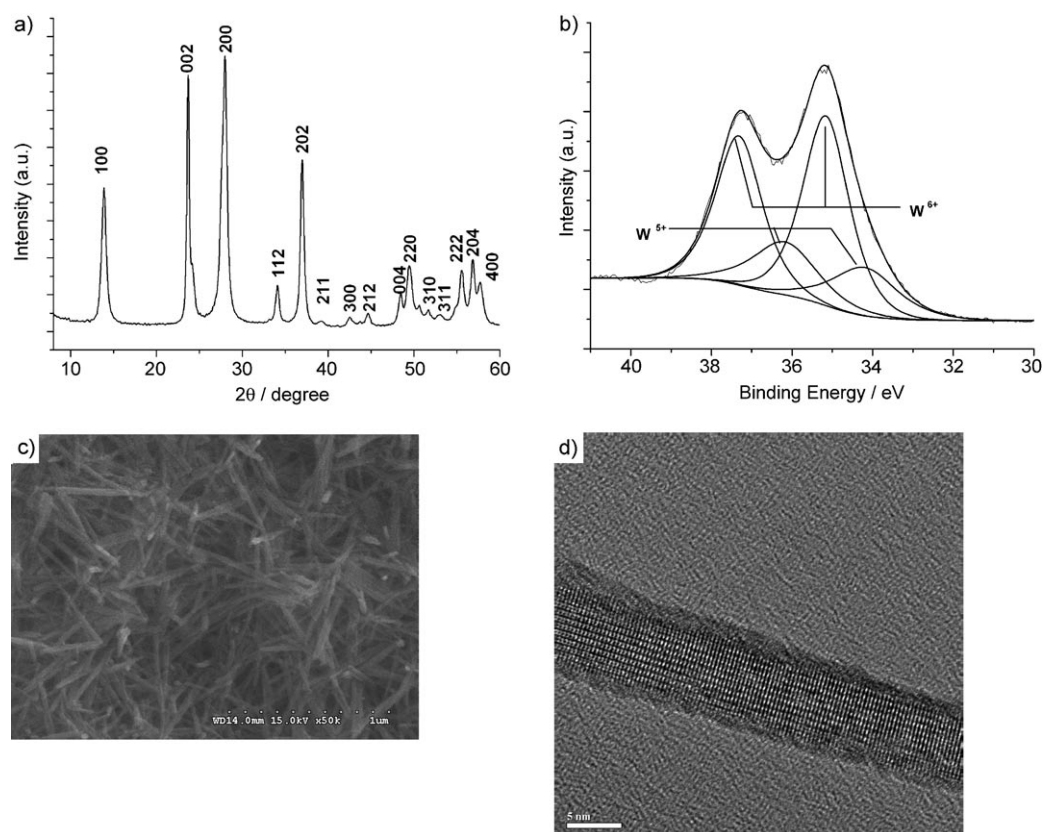 a)
Intensity (a.u.)
100
002
200
112
202
211
300
212
004
220
310
311
222
204
400
10 20 30 40 50 60
2θ / degree
b)
Intensity (a.u.)
W 6+
W 5+
40 38 36 34 32 30
Binding Energy / eV
c)
WD14.0mm 15.0kV x50k 1um
d)
5 nm